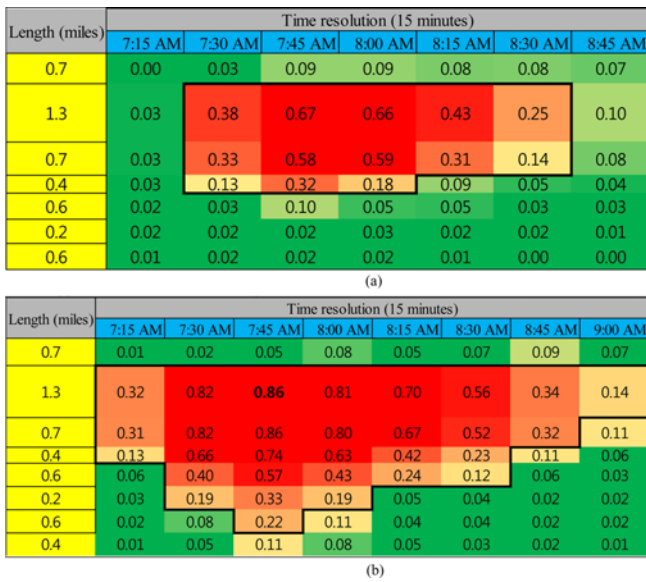 Length (miles) Time resolution (15 minutes)
7:15 AM 7:30 AM 7:45 AM 8:00 AM 8:15 AM 8:30 AM 8:45 AM
0.7 0.00 0.03 0.09 0.09 0.08 0.08 0.07
1.3 0.03 0.38 0.67 0.66 0.43 0.25 0.10
0.7 0.03 0.33 0.58 0.59 0.31 0.14 0.08
0.4 0.03 0.13 0.32 0.18 0.09 0.05 0.04
0.6 0.02 0.03 0.10 0.05 0.05 0.03 0.03
0.2 0.02 0.02 0.02 0.03 0.02 0.02 0.01
0.6 0.01 0.02 0.02 0.02 0.01 0.00 0.00
(a)
Length (miles) Time resolution (15 minutes)
7:15 AM 7:30 AM 7:45 AM 8:00 AM 8:15 AM 8:30 AM 8:45 AM 9:00 AM
0.7 0.01 0.02 0.05 0.08 0.05 0.07 0.09 0.07
1.3 0.32 0.82 0.86 0.81 0.70 0.56 0.34 0.14
0.7 0.31 0.82 0.86 0.80 0.67 0.52 0.32 0.11
0.4 0.13 0.66 0.74 0.63 0.42 0.23 0.11 0.06
0.6 0.06 0.40 0.57 0.43 0.24 0.12 0.06 0.03
0.2 0.03 0.19 0.33 0.19 0.05 0.04 0.02 0.02
0.6 0.02 0.08 0.22 0.11 0.04 0.04 0.02 0.02
0.4 0.01 0.05 0.11 0.08 0.05 0.03 0.02 0.01
(b)